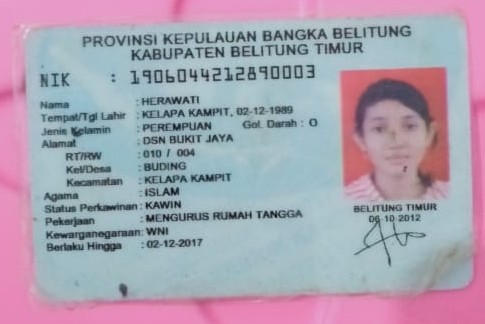 PROVINSI KEPULAUAN BANGKA BELITUNG
KABUPATEN BELITUNG TIMUR
NIK : 1906044212890003
Nama : HERAWATI
Tempat/Tgl Lahir : KELAPA KAMPIT, 02-12-1989
Jenis Kelamin : PEREMPUAN Gol. Darah : O
Alamat : DSN BUKIT JAYA
RT/RW : 010 / 004
Kel/Desa : BUDING
Kecamatan : KELAPA KAMPIT
Agama : ISLAM
Status Perkawinan : KAWIN
Pekerjaan : MENGURUS RUMAH TANGGA
Kewarganegaraan : WNI
Berlaku Hingga : 02-12-2017
BELITUNG TIMUR
06-10-2012